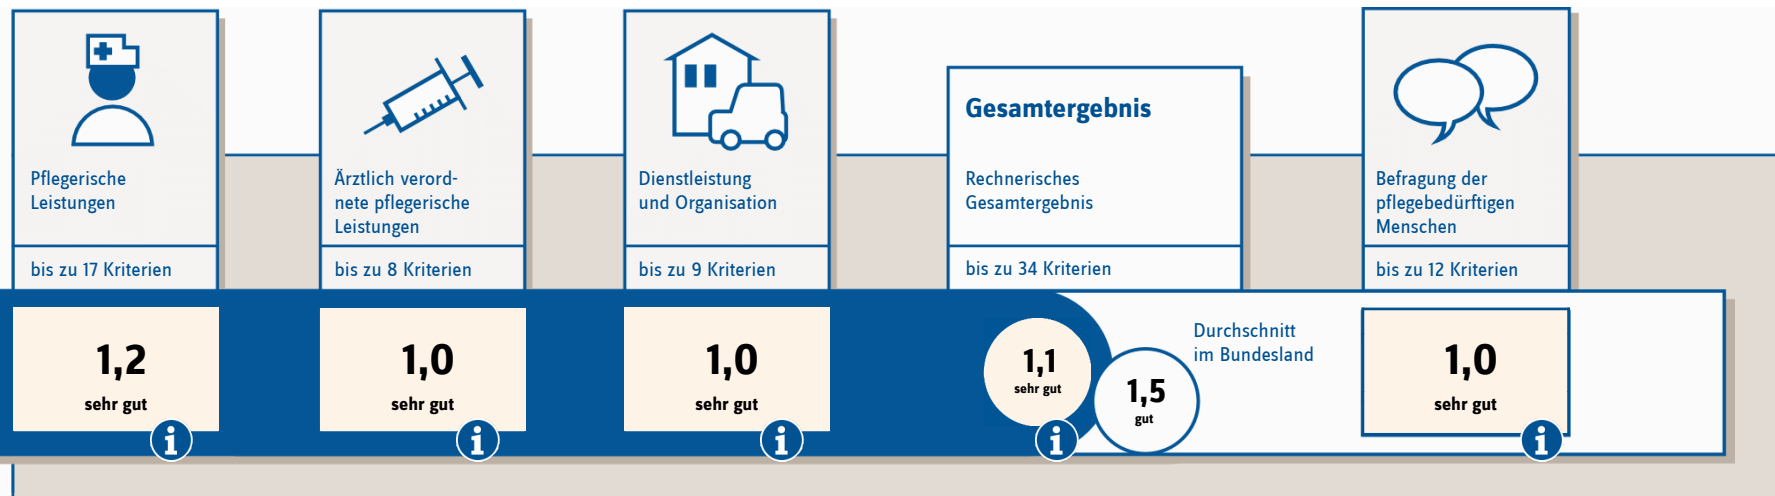 Pflegerische
Leistungen
bis zu 17 Kriterien
1,2
sehr gut
i
Ärztlich verord-
nete pflegerische
Leistungen
bis zu 8 Kriterien
1,0
sehr gut
i
Dienstleistung
und Organisation
bis zu 9 Kriterien
1,0
sehr gut
i
Gesamtergebnis
Rechnerisches
Gesamtergebnis
bis zu 34 Kriterien
1,1
sehr gut
i
1,5
gut
Durchschnitt
im Bundesland
Befragung der
pflegebedürftigen
Menschen
bis zu 12 Kriterien
1,0
sehr gut
i